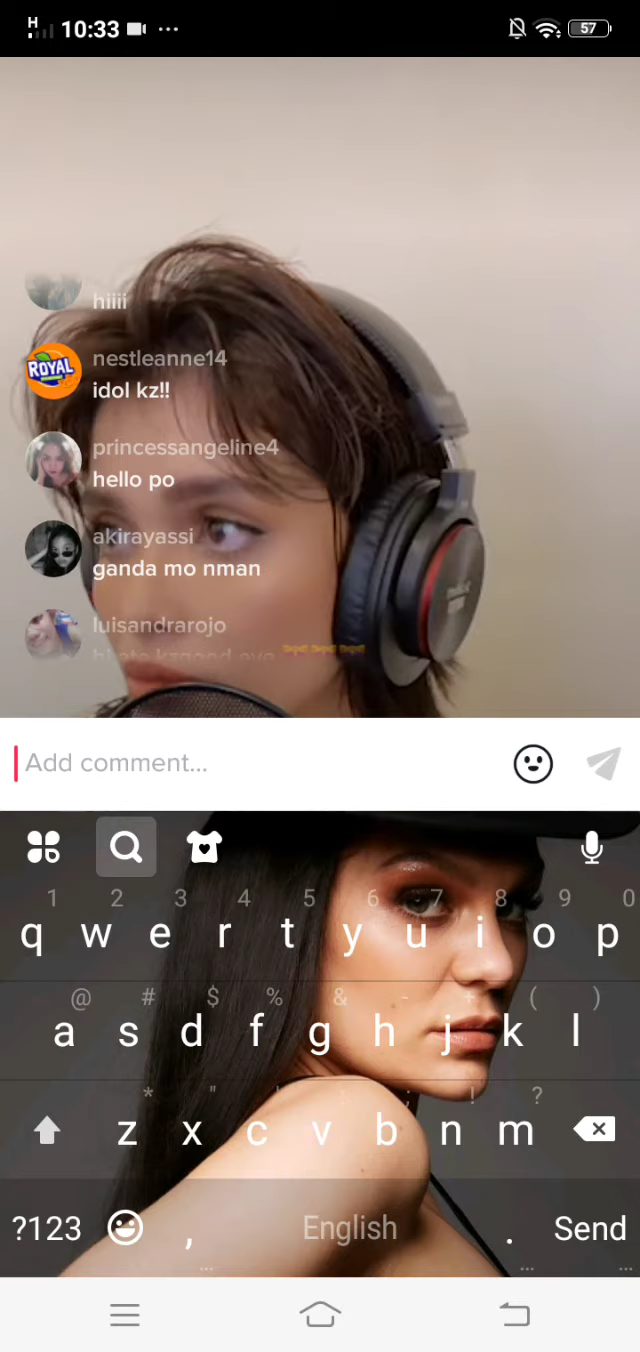 H
10:33
57
hiiii
ROYAL
nestleanne14
idol kz!!
princessangeline4
hello po
akirayassi
ganda mo nman
luisandrarojo
Add comment...
1 2 3 4 5 6 7 8 9 0
q w e r t y u i o p
@ # $ % & - + ( )
a s d f g h j k l
* " ' : ; ! ?
z x c v b n m
?123 , English . Send